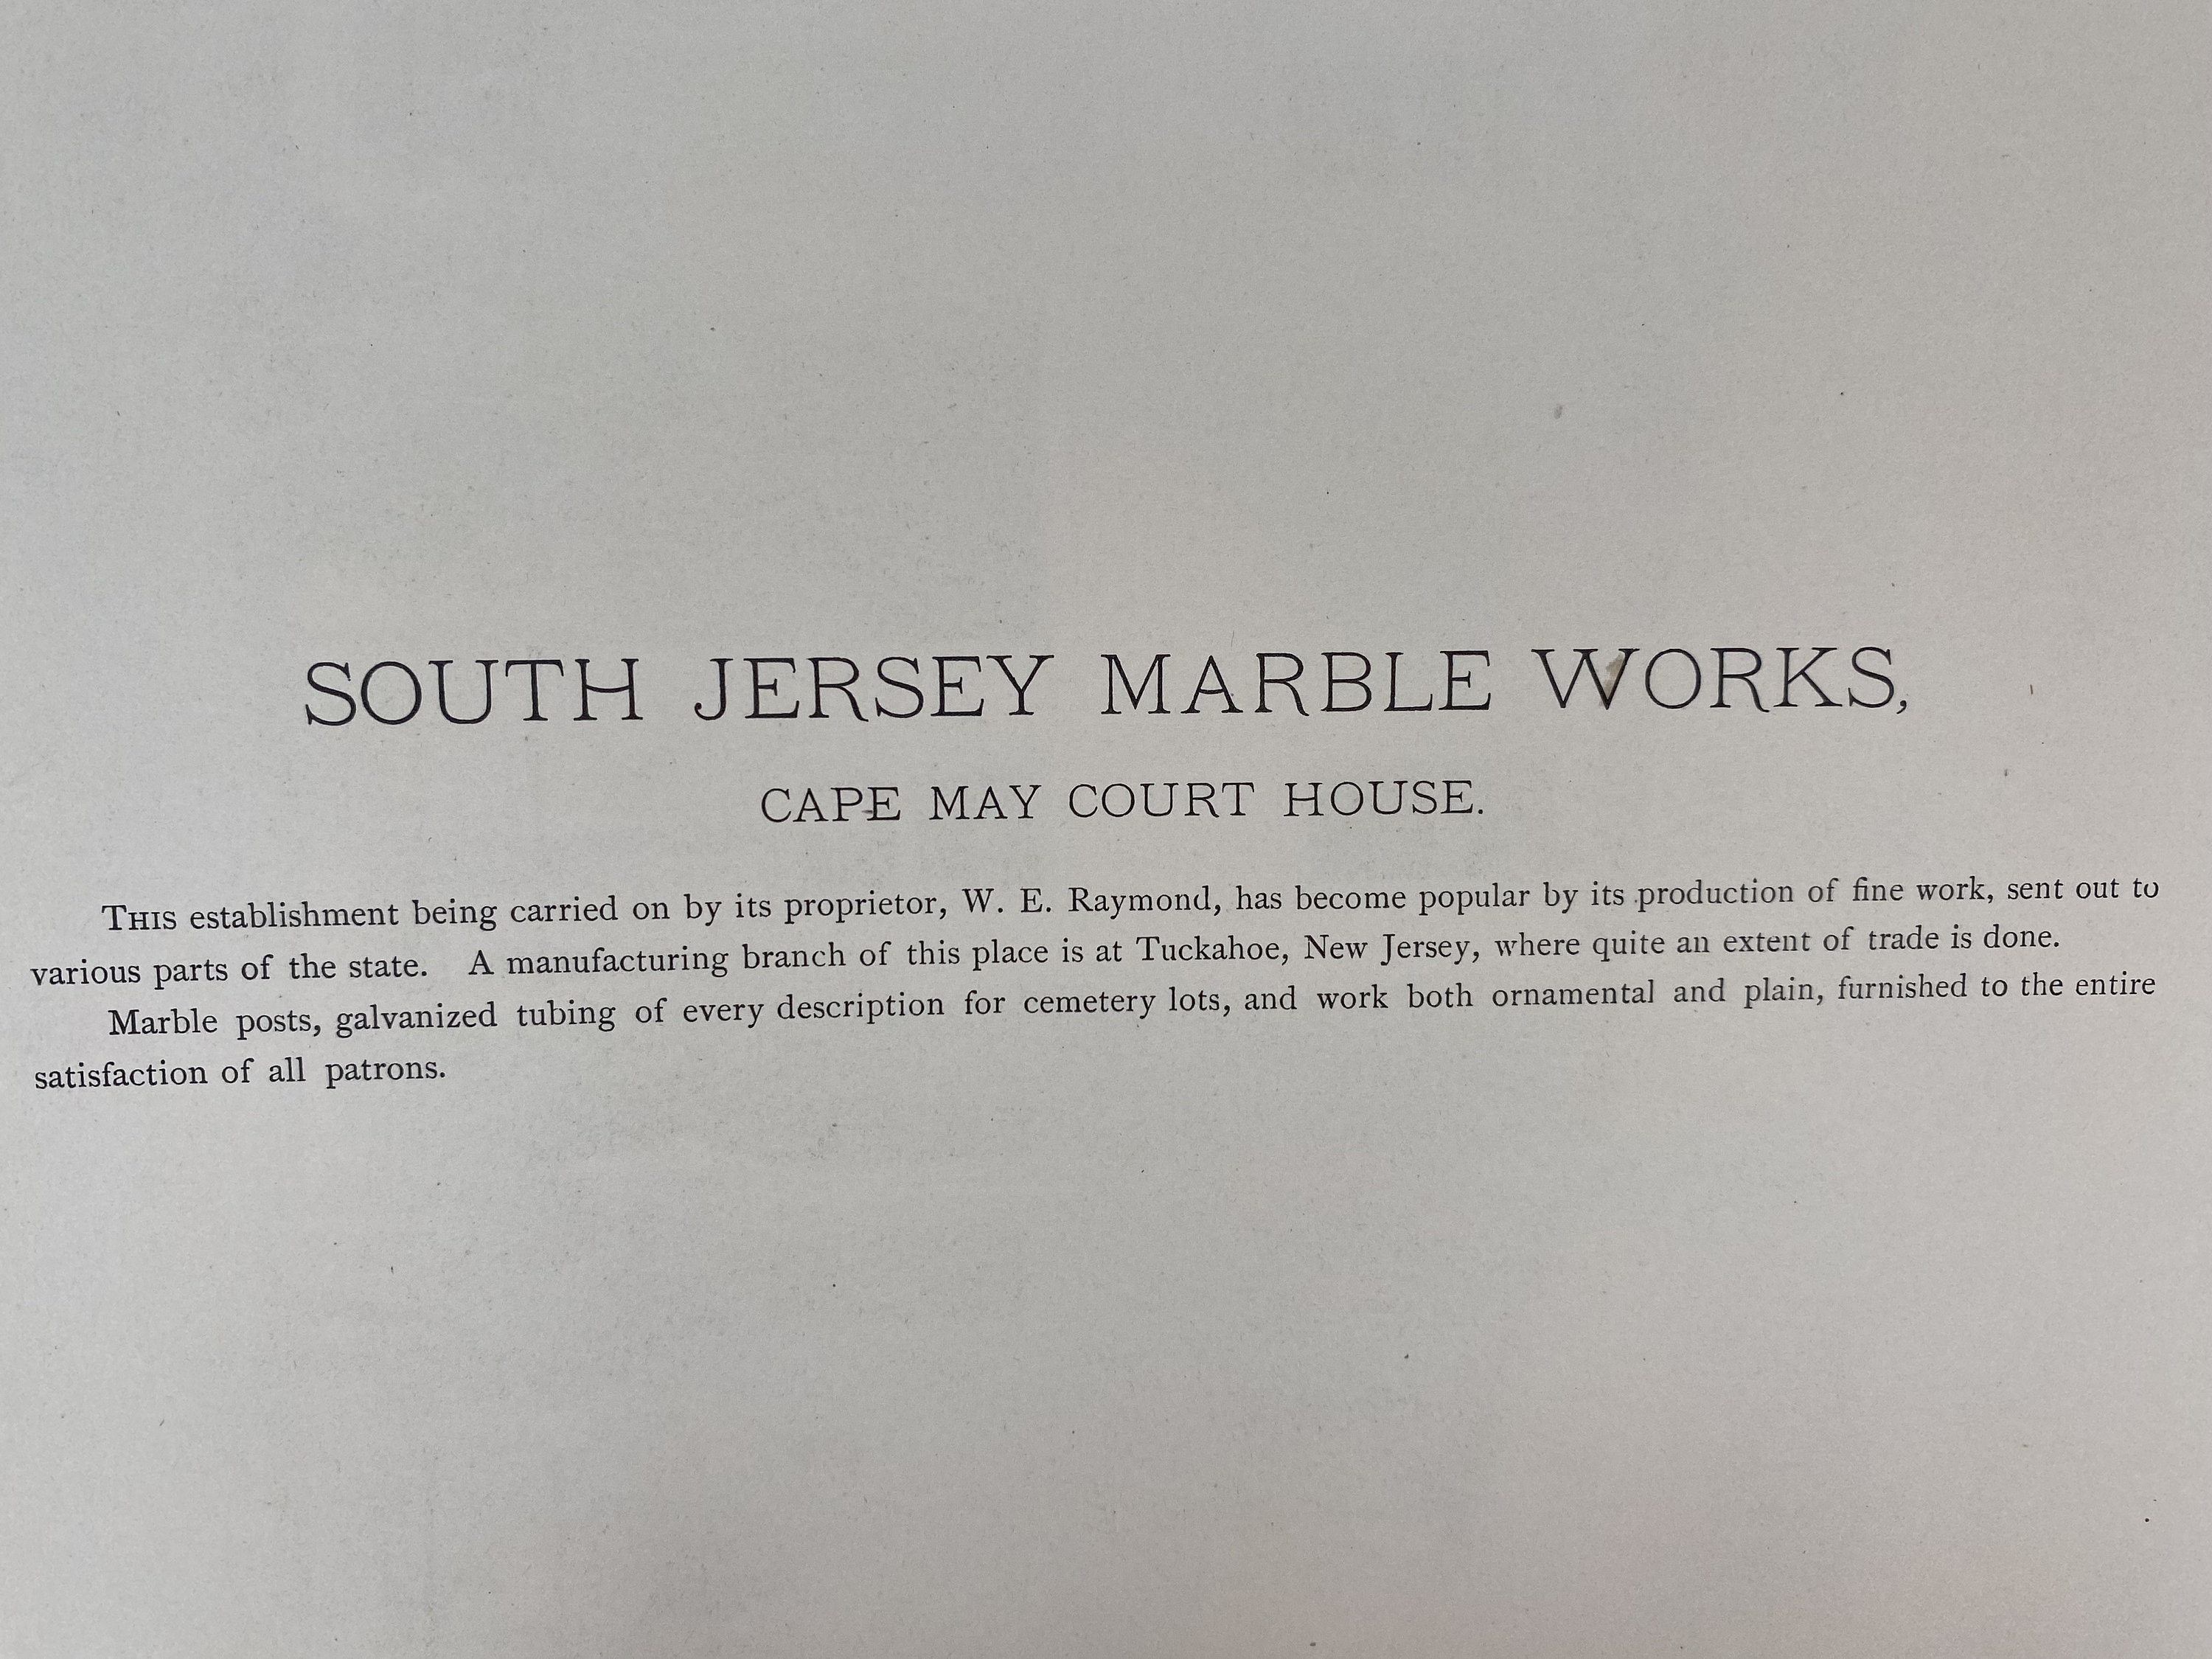 SOUTH JERSEY MARBLE WORKS,
CAPE MAY COURT HOUSE.
THIS establishment being carried on by its proprietor, W. E. Raymond, has become popular by its production of fine work, sent out to
various parts of the state. A manufacturing branch of this place is at Tuckahoe, New Jersey, where quite an extent of trade is done.
Marble posts, galvanized tubing of every description for cemetery lots, and work both ornamental and plain, furnished to the entire
satisfaction of all patrons.